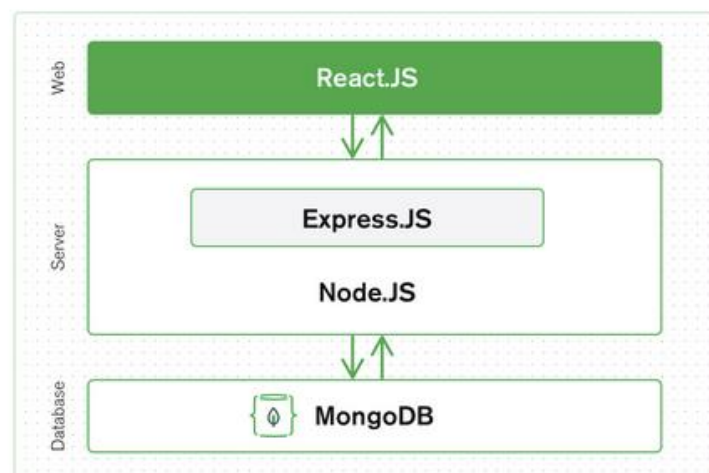 Web
React.JS
Server
Express.JS
Node.JS
Database
MongoDB